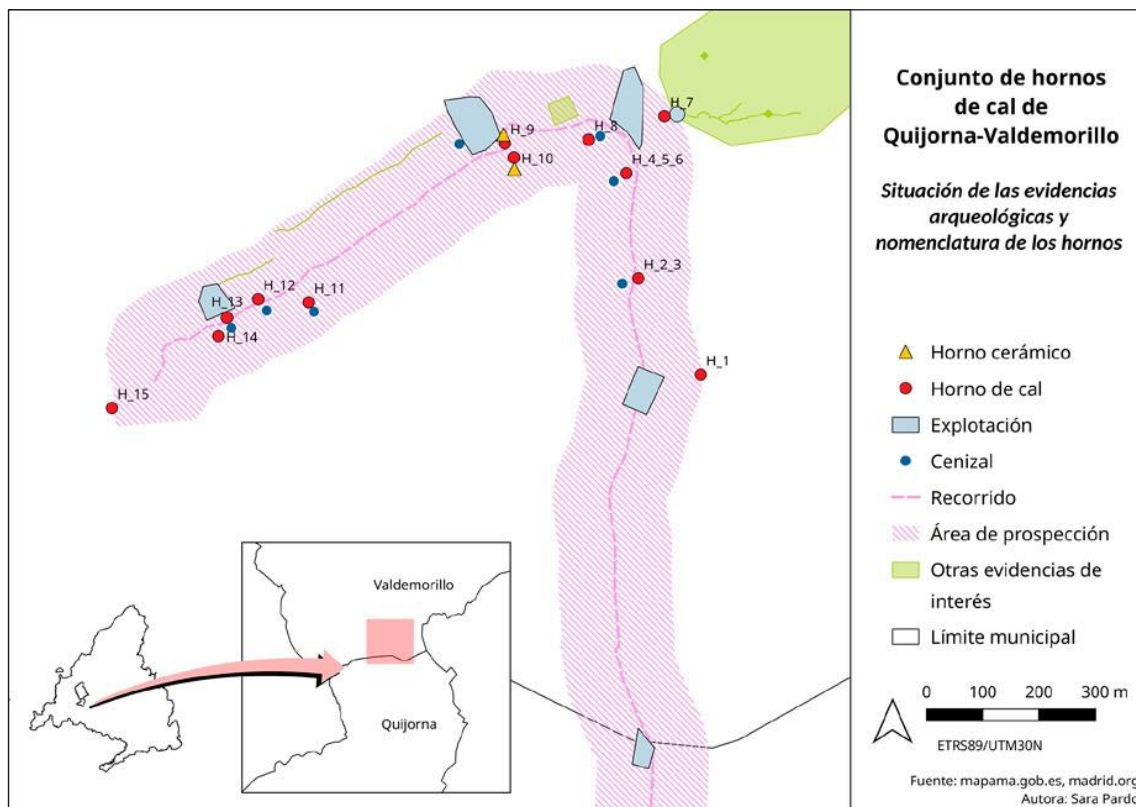 Conjunto de hornos
de cal de
Quijorna-Valdemorillo
Situación de las evidencias
arqueológicas y
nomenclatura de los hornos
Horno cerámico
Horno de cal
Explotación
Cenizal
Recorrido
Área de prospección
Otras evidencias de
interés
Límite municipal
0 100 200 300 m
ETRS89/UTM30N
Fuente: mapama.gob.es, madrid.org
Autora: Sara Pardo
H_7
H_8
H_9
H_10
H_4_5_6
H_2_3
H_12
H_11
H_13
H_14
H_1
H_15
Valdemorillo
Quijorna